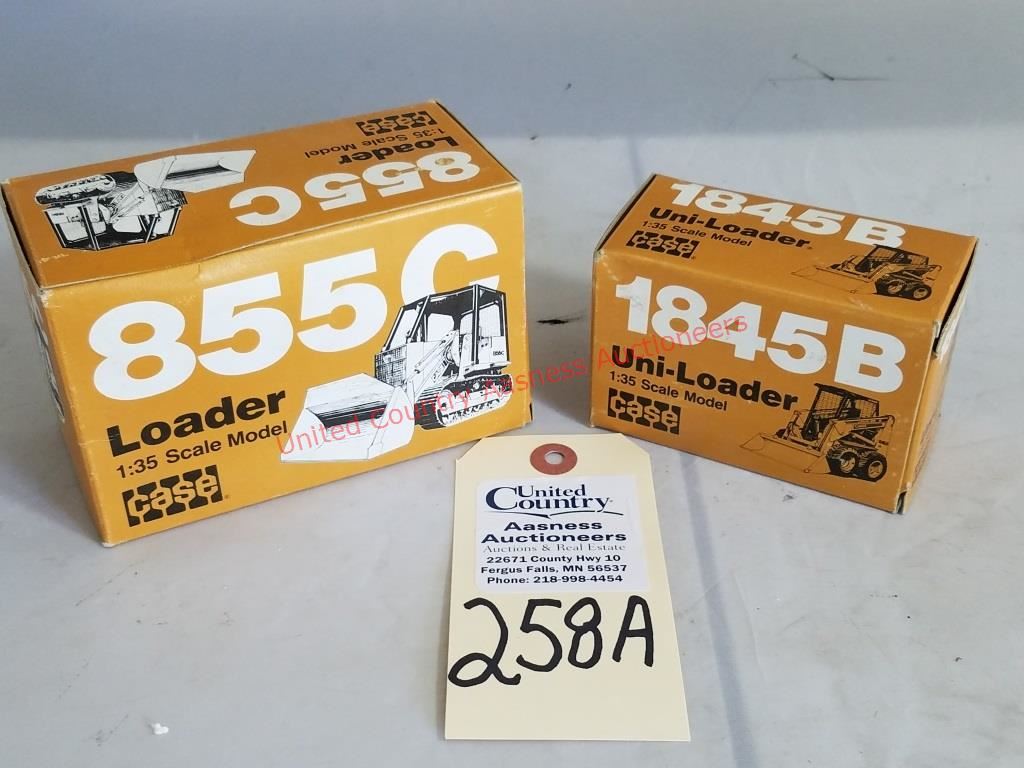 case
1:35 Scale Model
Loader
855C
855C
Loader
1:35 Scale Model
case
1845B
Uni-Loader
1:35 Scale Model
case
1845B
Uni-Loader
1:35 Scale Model
case
United Country Aasness Auctioneers
United
Country
Aasness
Auctioneers
Auctions & Real Estate
22671 County Hwy 10
Fergus Falls, MN 56537
Phone: 218-998-4454
258A